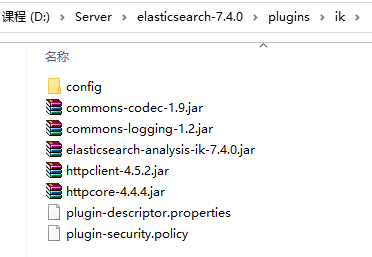 课程 (D:) › Server › elasticsearch-7.4.0 › plugins › ik ›
名称
config
commons-codec-1.9.jar
commons-logging-1.2.jar
elasticsearch-analysis-ik-7.4.0.jar
httpclient-4.5.2.jar
httpcore-4.4.4.jar
plugin-descriptor.properties
plugin-security.policy